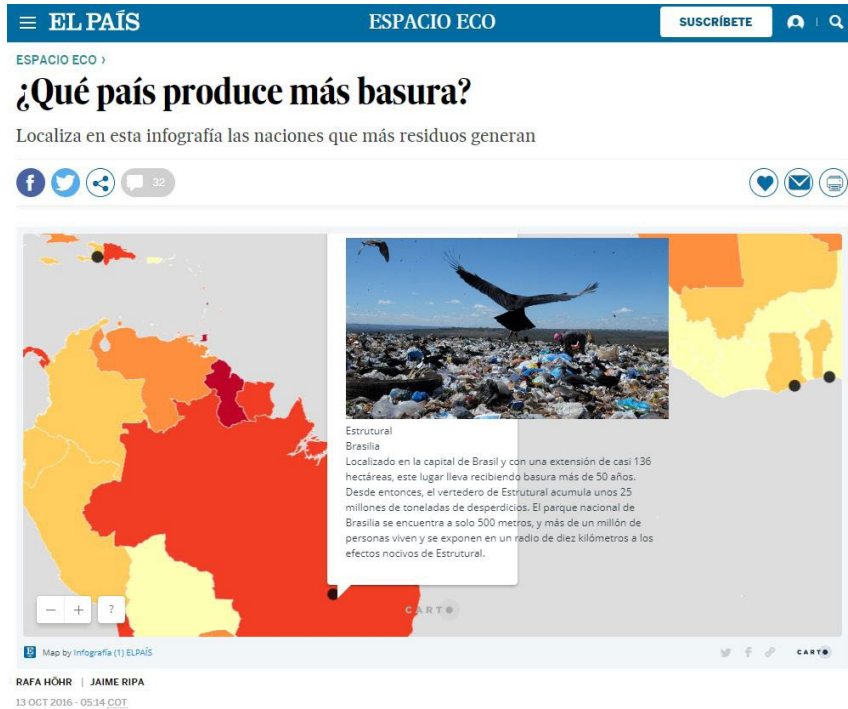 EL PAÍS
ESPACIO ECO
SUSCRÍBETE
ESPACIO ECO ›
¿Qué país produce más basura?
Localiza en esta infografía las naciones que más residuos generan
32
Estrutural
Brasilia
Localizado en la capital de Brasil y con una extensión de casi 136
hectáreas, este lugar lleva recibiendo basura más de 50 años.
Desde entonces, el vertedero de Estrutural acumula unos 25
millones de toneladas de desperdicios. El parque nacional de
Brasilia se encuentra a solo 500 metros, y más de un millón de
personas viven y se exponen en un radio de diez kilómetros a los
efectos nocivos de Estrutural.
− + ?
CARTO
Map by Infografía (1) ELPAÍS
CARTO
RAFA HÖHR | JAIME RIPA
13 OCT 2016 - 05:14 COT